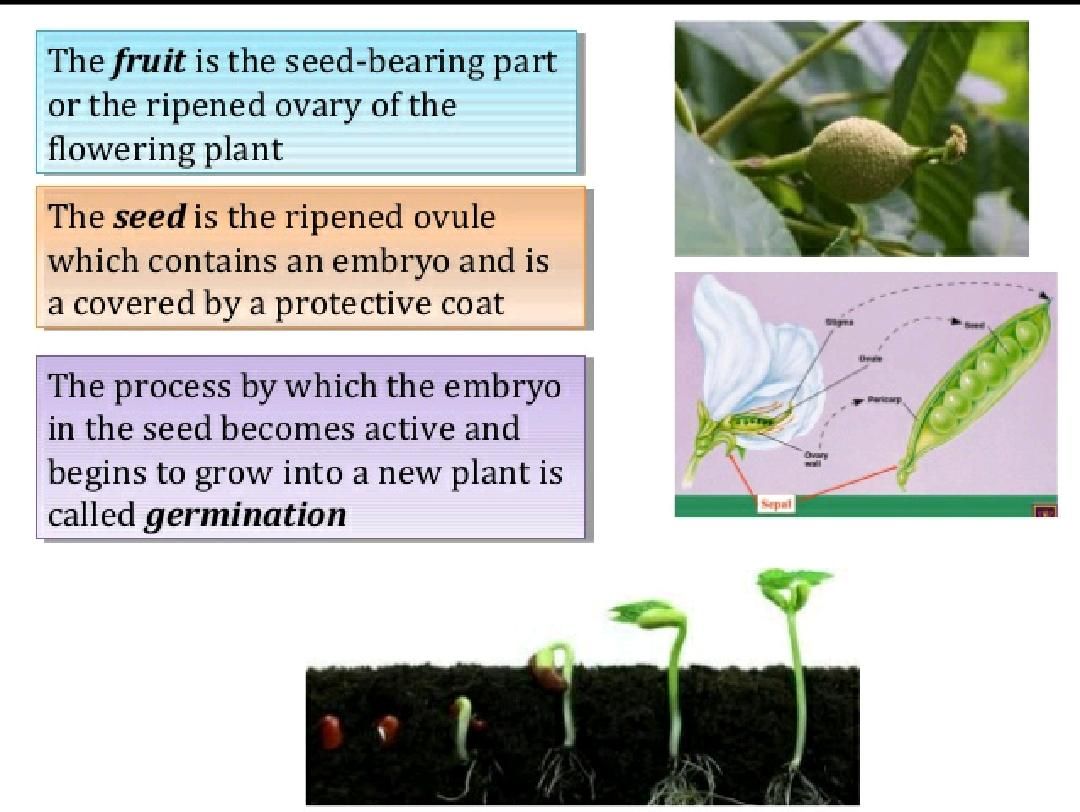 The fruit is the seed-bearing part
or the ripened ovary of the
flowering plant
The seed is the ripened ovule
which contains an embryo and is
a covered by a protective coat
The process by which the embryo
in the seed becomes active and
begins to grow into a new plant is
called germination
Stigma
Seed
Ovule
Pericarp
Ovary
wall
Sepal